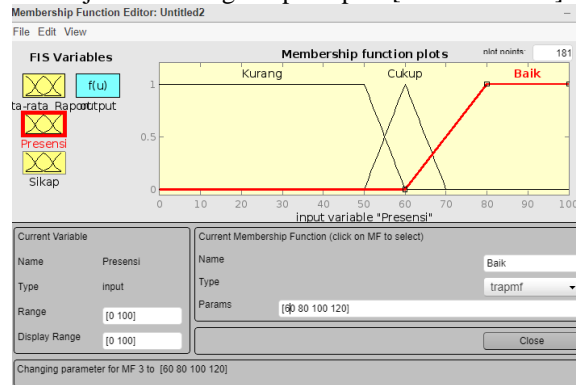 Membership Function Editor: Untitled2
File Edit View
FIS Variables
f(u)
ta-rata Raport
output
Presensi
Sikap
Membership function plots
plot points: 181
Kurang Cukup Baik
1
0.5
0
0 10 20 30 40 50 60 70 80 90 100
input variable "Presensi"
Current Variable
Name Presensi
Type input
Range [0 100]
Display Range [0 100]
Current Membership Function (click on MF to select)
Name Baik
Type trapmf
Params [60 80 100 120]
Close
Changing parameter for MF 3 to [60 80 100 120]